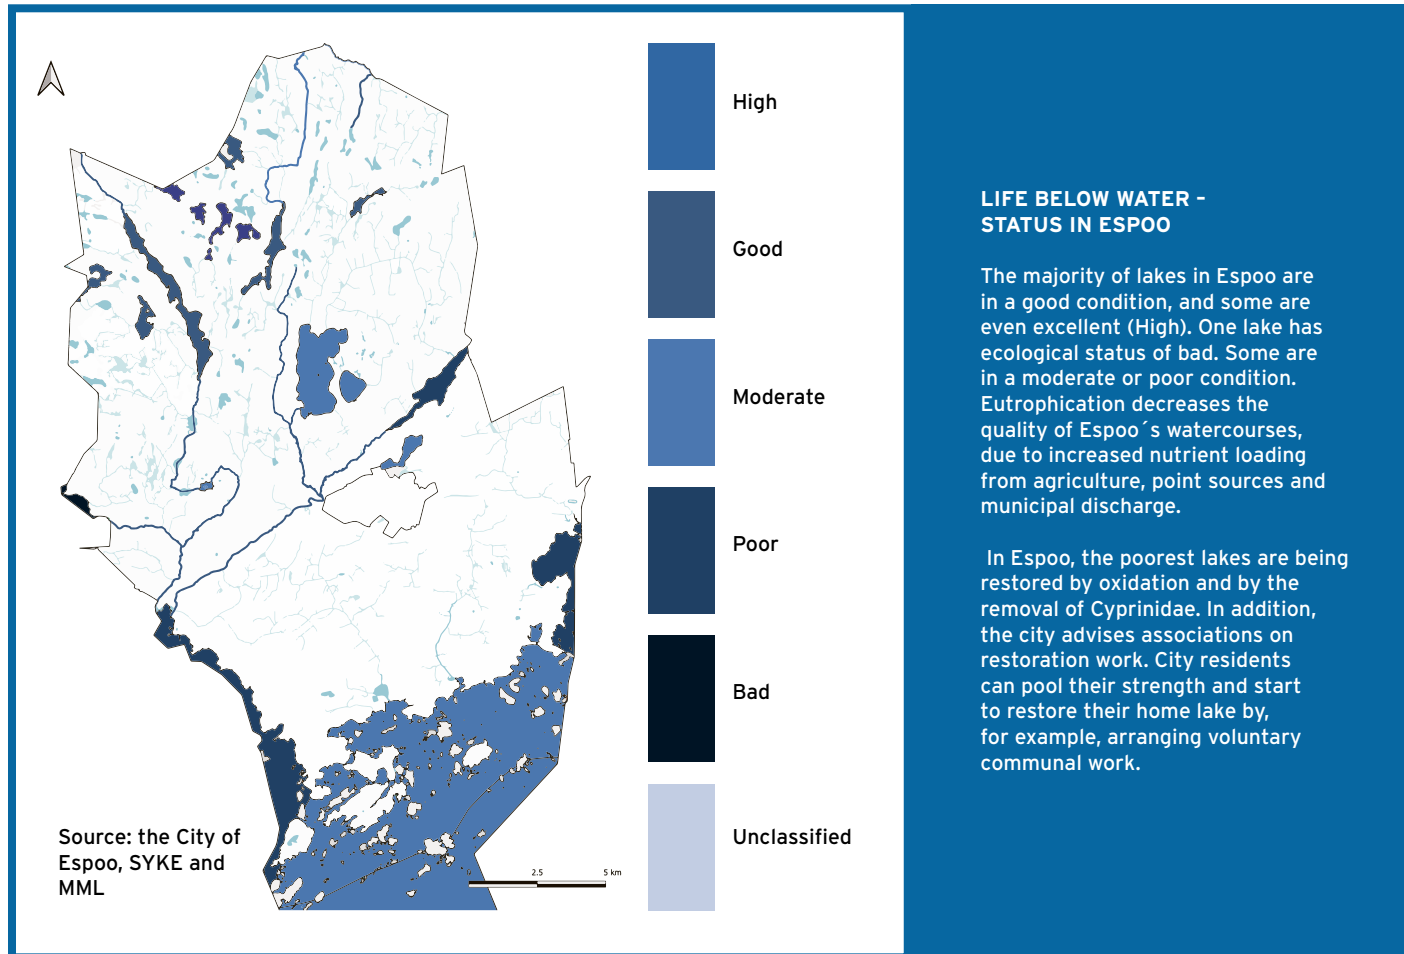 High
Good
Moderate
Poor
Bad
Unclassified
Source: the City of
Espoo, SYKE and
MML
2.5
5 km
LIFE BELOW WATER –
STATUS IN ESPOO
The majority of lakes in Espoo are
in a good condition, and some are
even excellent (High). One lake has
ecological status of bad. Some are
in a moderate or poor condition.
Eutrophication decreases the
quality of Espoo´s watercourses,
due to increased nutrient loading
from agriculture, point sources and
municipal discharge.
In Espoo, the poorest lakes are being
restored by oxidation and by the
removal of Cyprinidae. In addition,
the city advises associations on
restoration work. City residents
can pool their strength and start
to restore their home lake by,
for example, arranging voluntary
communal work.